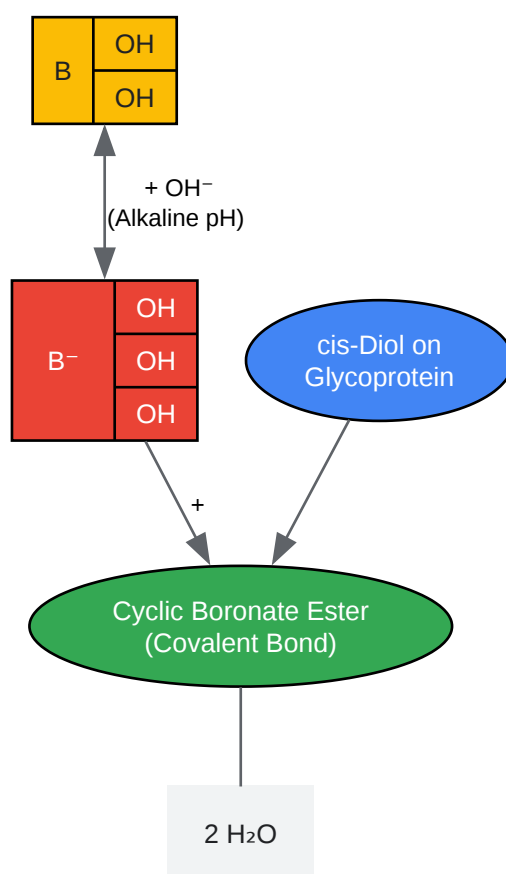 B
OH
OH
+ OH⁻
(Alkaline pH)
B⁻
OH
OH
OH
cis-Diol on
Glycoprotein
+
Cyclic Boronate Ester
(Covalent Bond)
2 H₂O